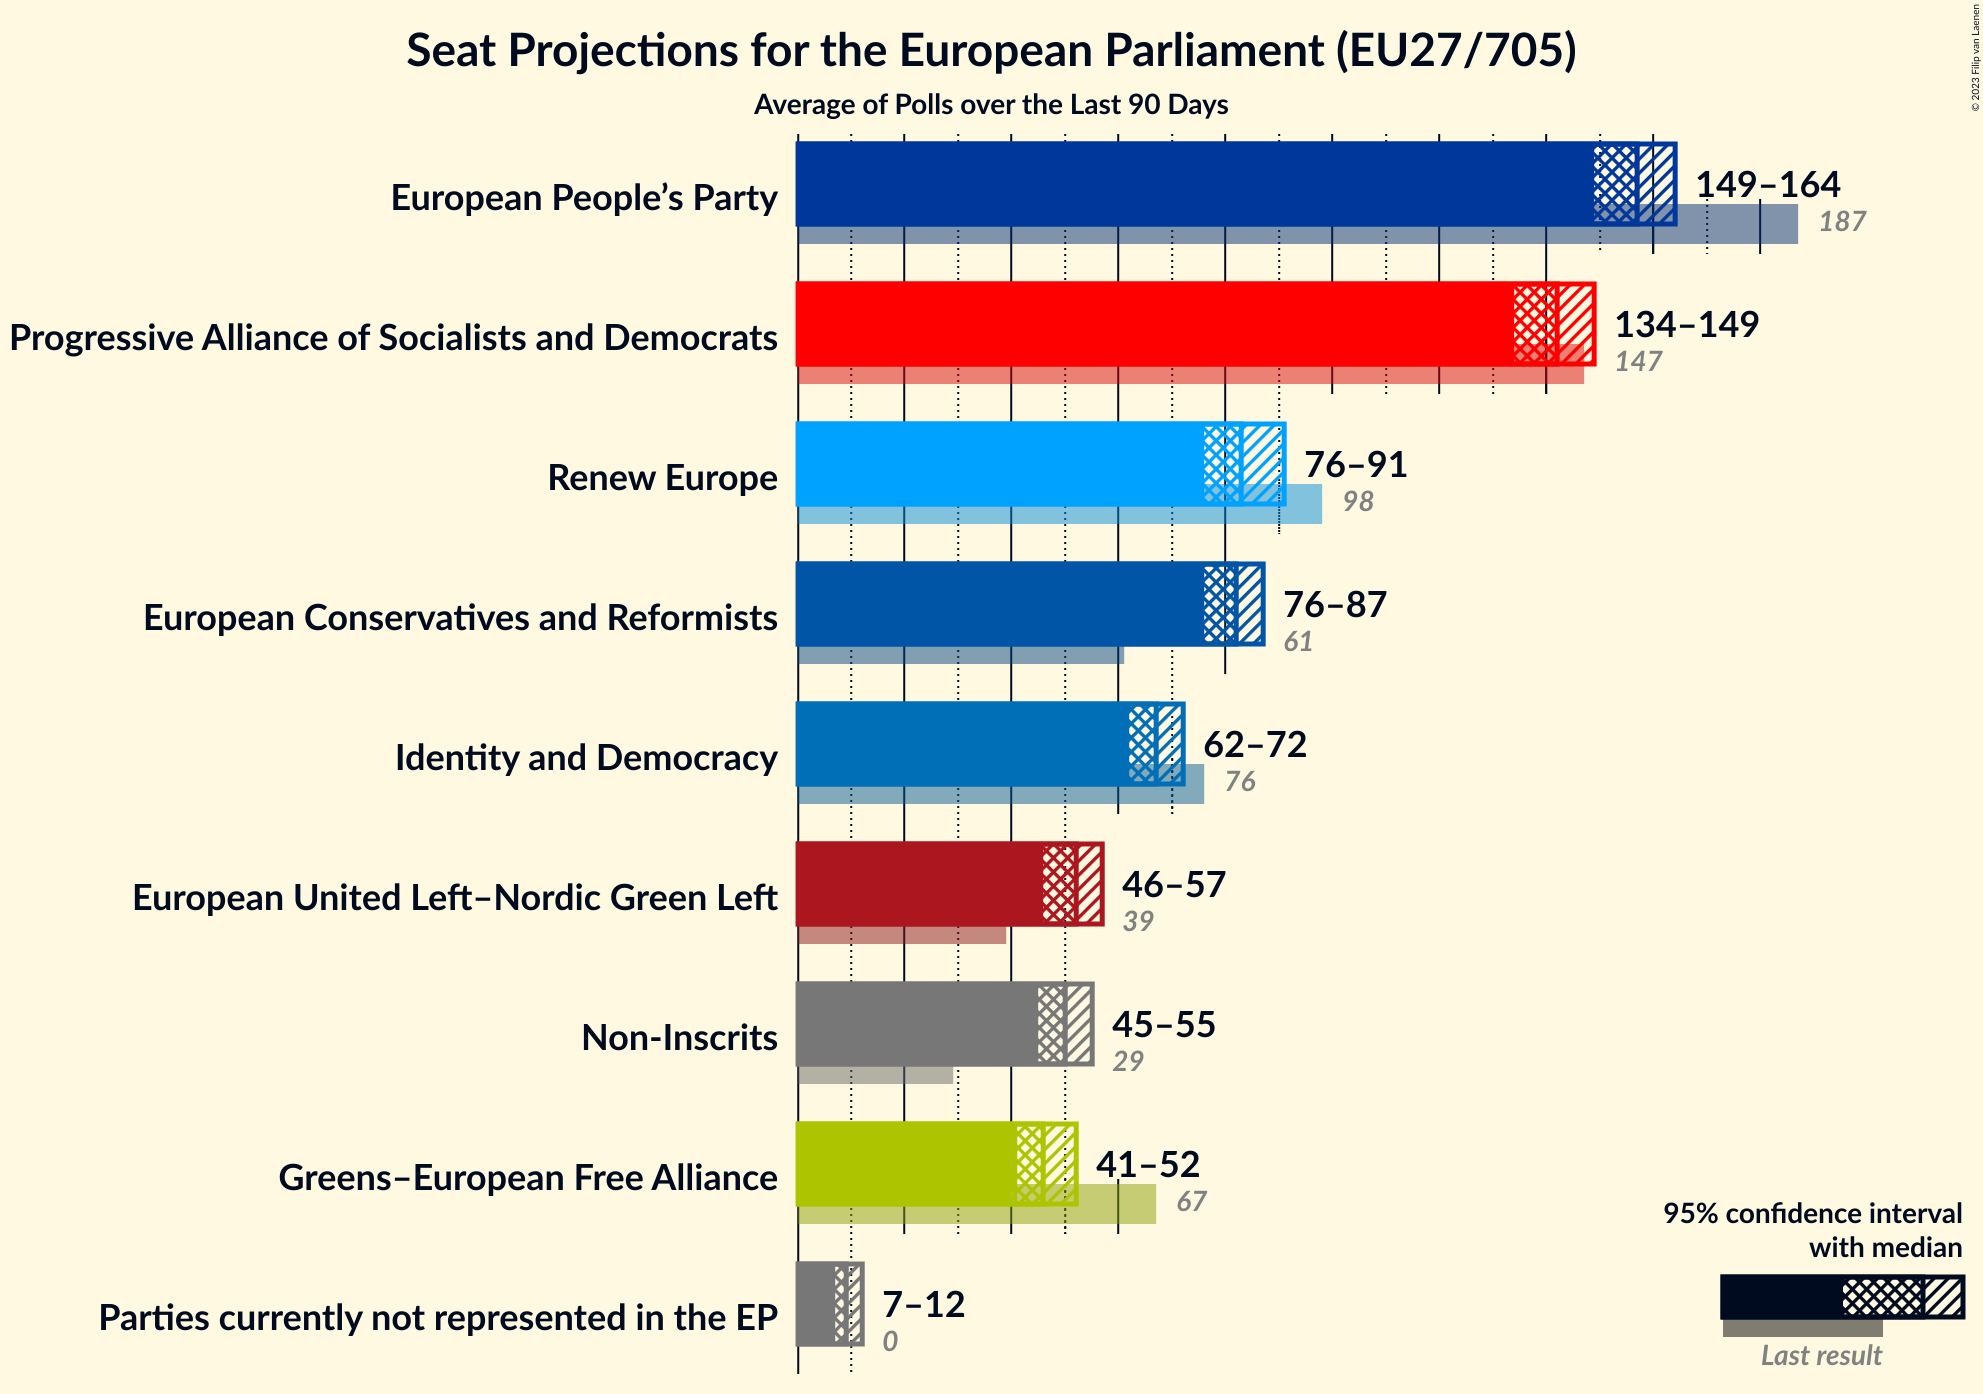 Seat Projections for the European Parliament (EU27/705)
Average of Polls over the Last 90 Days
© 2023 Filip van Laenen
European People’s Party
149–164
187
Progressive Alliance of Socialists and Democrats
134–149
147
Renew Europe
76–91
98
European Conservatives and Reformists
76–87
61
Identity and Democracy
62–72
76
European United Left–Nordic Green Left
46–57
39
Non-Inscrits
45–55
29
Greens–European Free Alliance
41–52
67
Parties currently not represented in the EP
7–12
0
95% confidence interval
with median
Last result